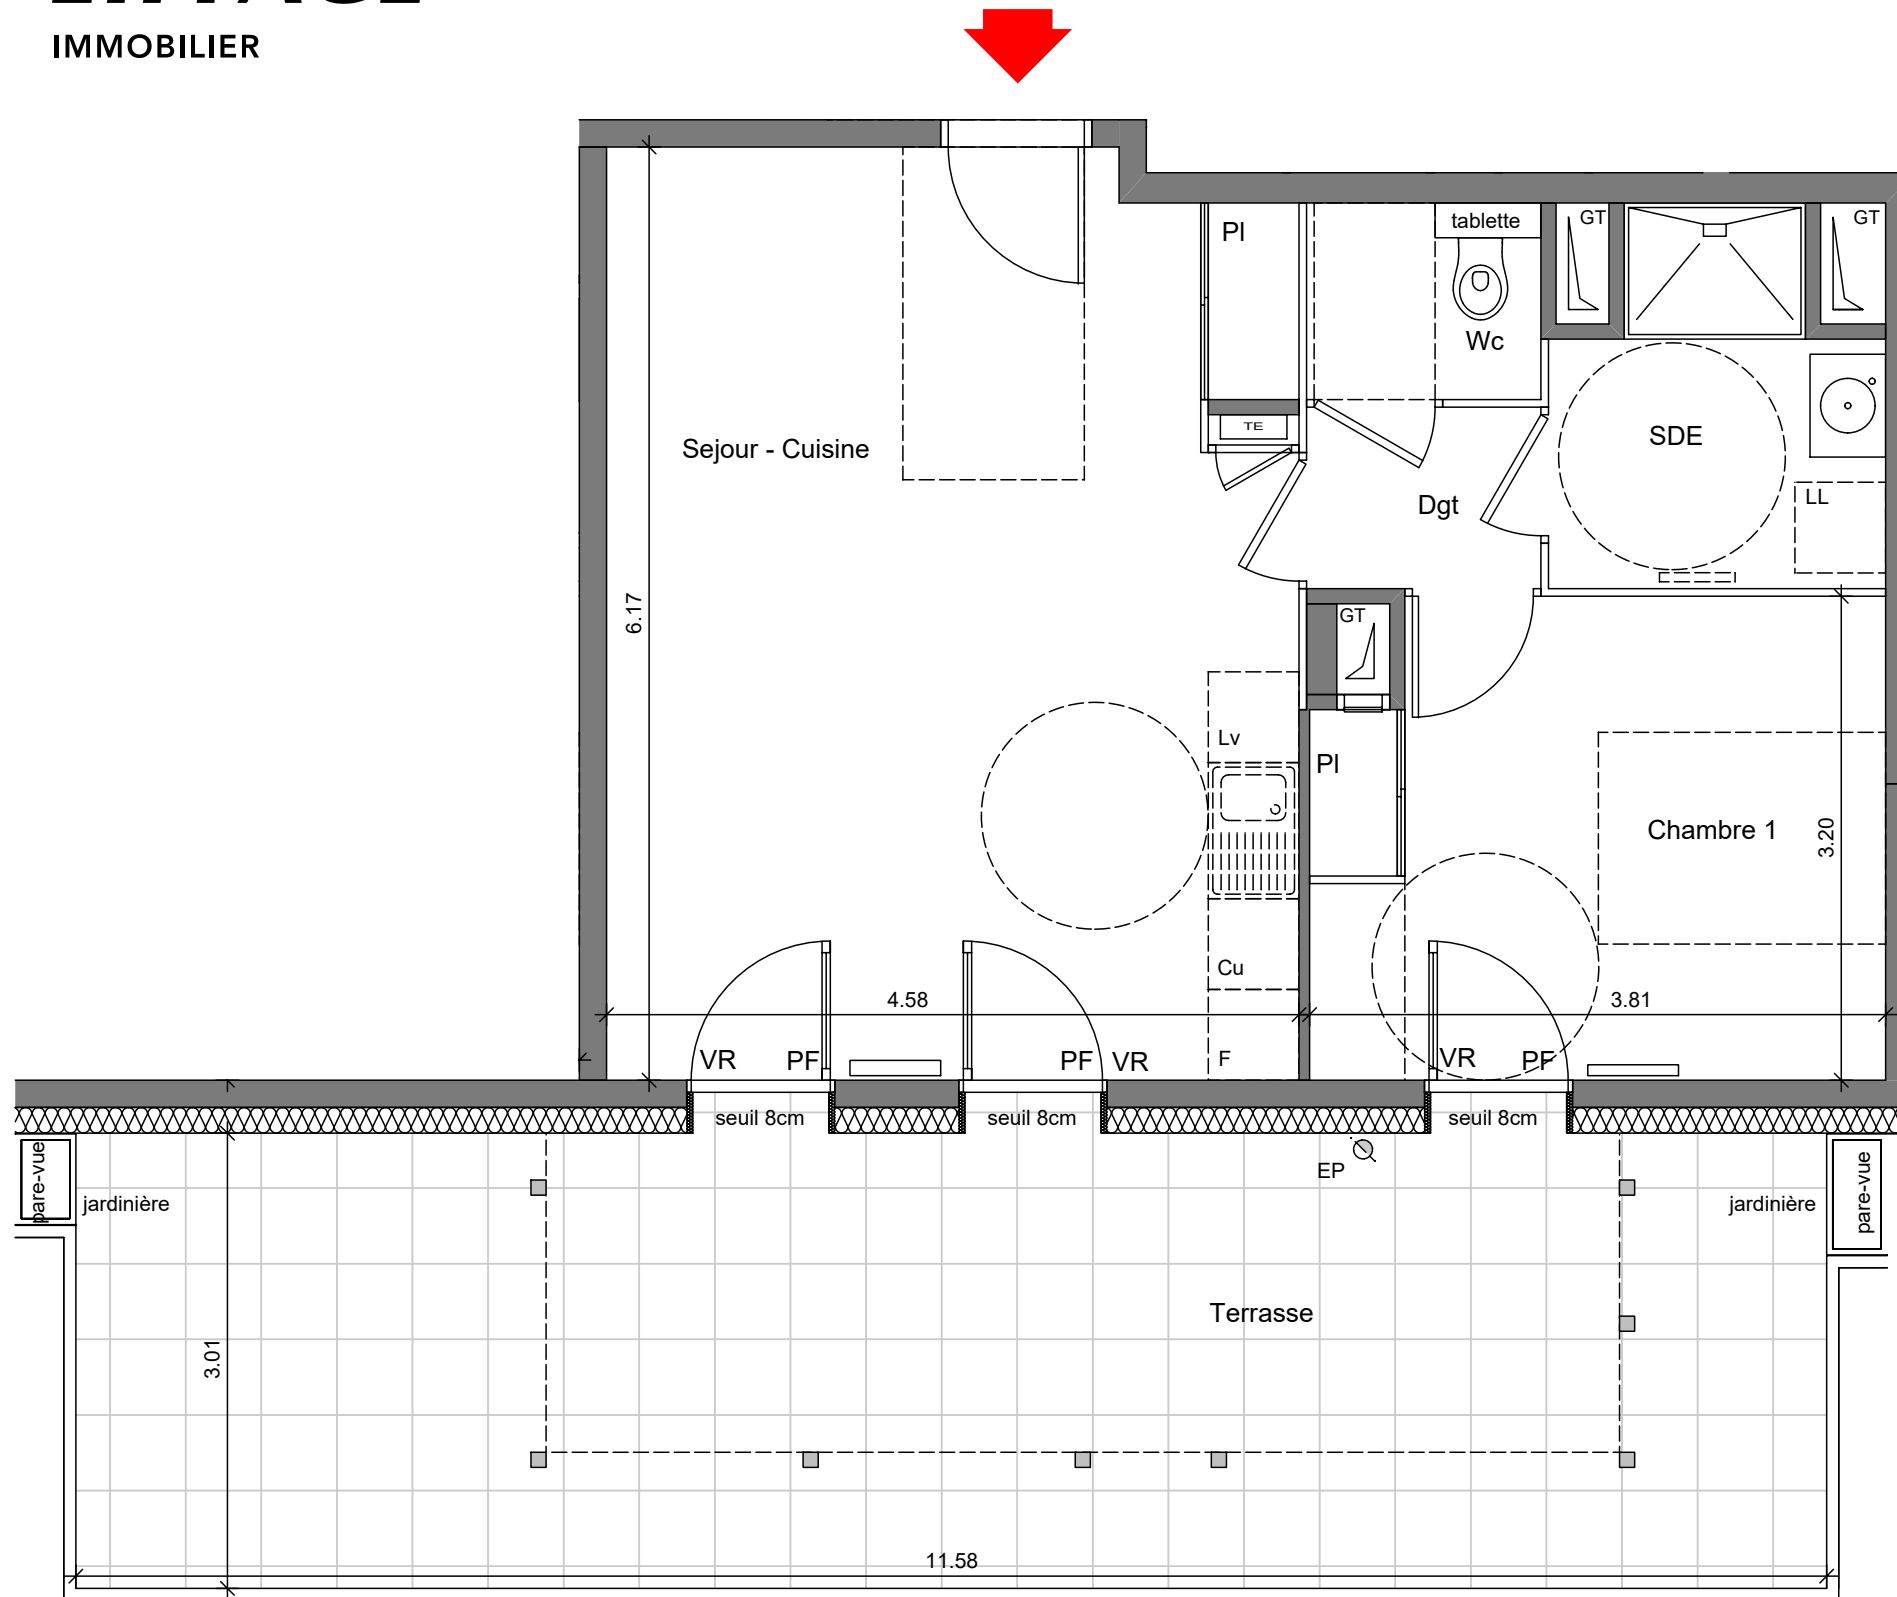 IMMOBILIER
tablette
GT
GT
Pl
Wc
TE
SDE
Sejour - Cuisine
LL
Dgt
6.17
GT
Lv
Pl
Chambre 1
3.20
Cu
4.58
3.81
VR
PF
PF
VR
F
VR
PF
seuil 8cm
seuil 8cm
seuil 8cm
pare-vue
jardinière
EP
jardinière
pare-vue
Terrasse
3.01
11.58